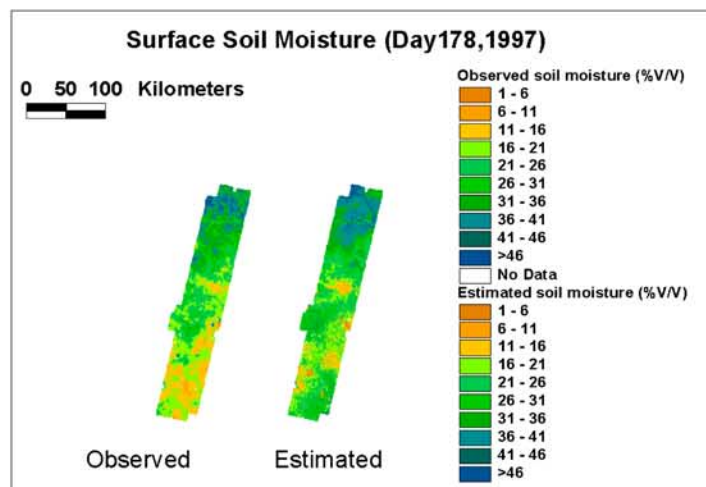 Surface Soil Moisture (Day178,1997)
0 50 100 Kilometers
Observed soil moisture (%V/V)
1 - 6
6 - 11
11 - 16
16 - 21
21 - 26
26 - 31
31 - 36
36 - 41
41 - 46
>46
No Data
Estimated soil moisture (%V/V)
1 - 6
6 - 11
11 - 16
16 - 21
21 - 26
26 - 31
31 - 36
36 - 41
41 - 46
>46
Observed
Estimated